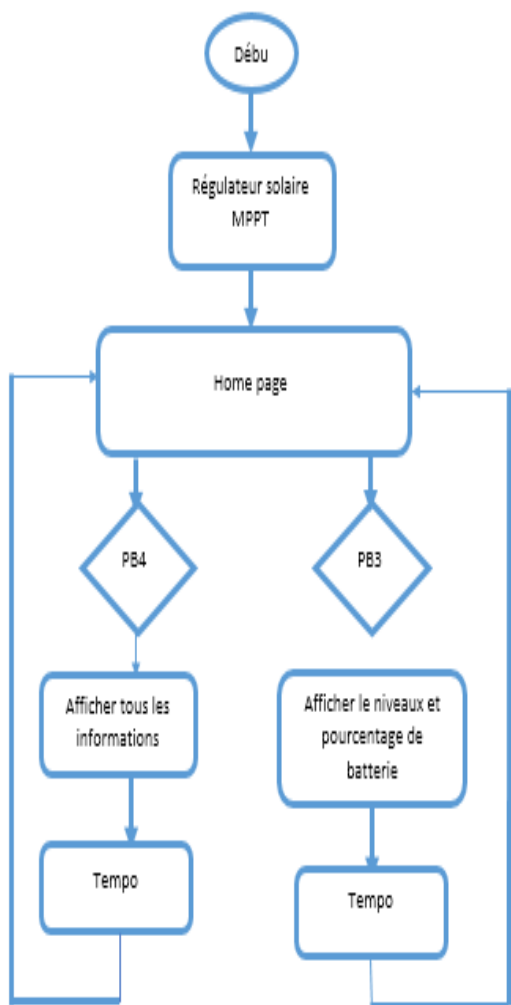 Débu
Régulateur solaire
MPPT
Home page
PB4
PB3
Afficher tous les
informations
Afficher le niveaux et
pourcentage de
batterie
Tempo
Tempo